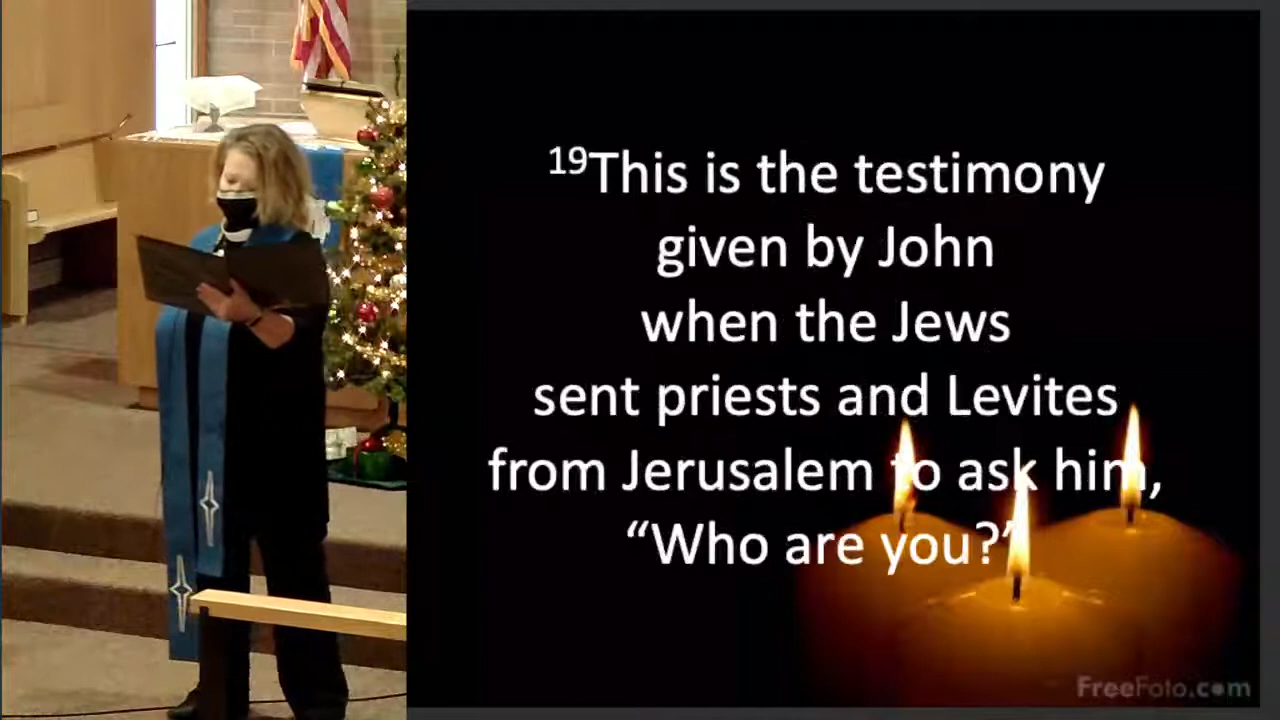 ¹⁹This is the testimony
given by John
when the Jews
sent priests and Levites
from Jerusalem to ask him,
“Who are you?”
FreeFoto.com